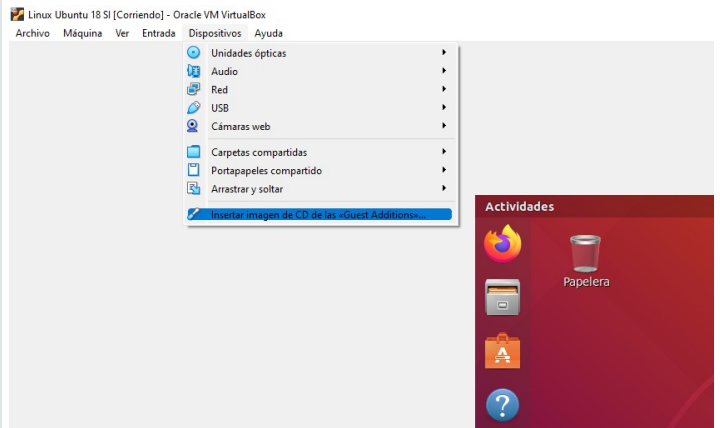 Linux Ubuntu 18 SI [Corriendo] - Oracle VM VirtualBox
Archivo Máquina Ver Entrada Dispositivos Ayuda
Unidades ópticas
Audio
Red
USB
Cámaras web
Carpetas compartidas
Portapapeles compartido
Arrastrar y soltar
Insertar imagen de CD de las «Guest Additions»...
Actividades
Papelera